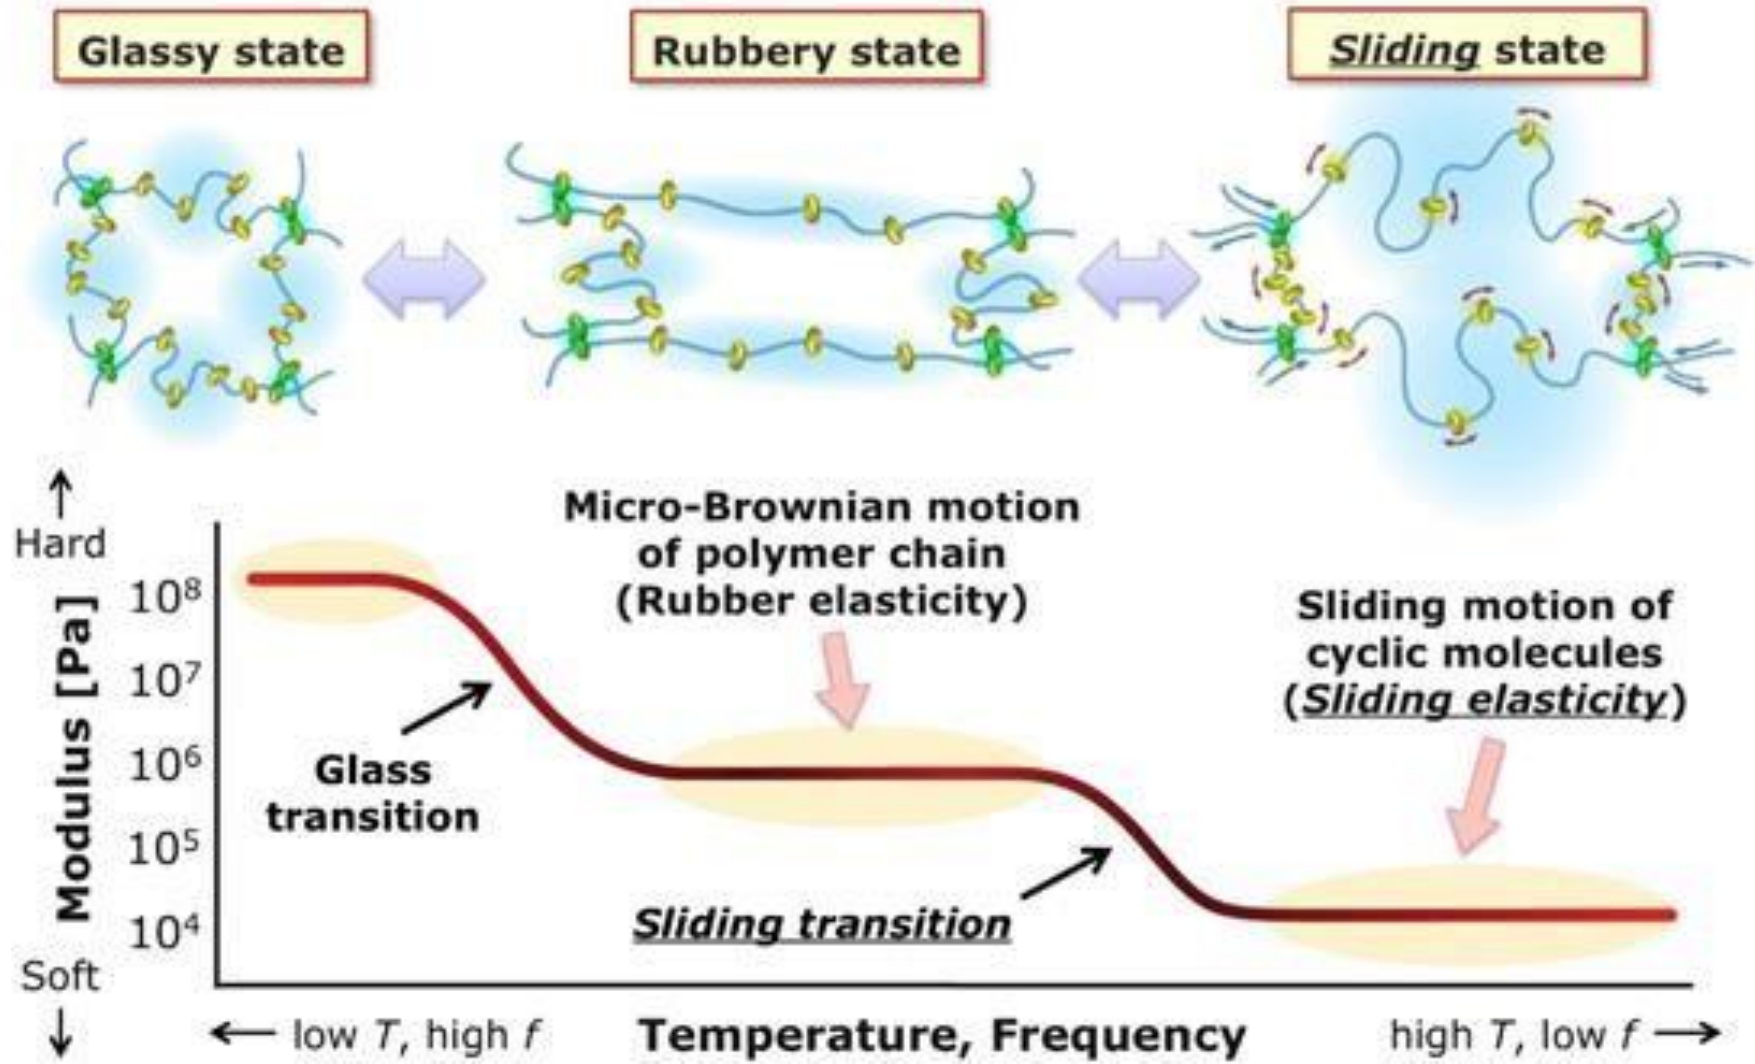 Glassy state
Rubbery state
Sliding state
Hard
Modulus [Pa]
Soft
10⁸
10⁷
10⁶
10⁵
10⁴
Glass
transition
Micro-Brownian motion
of polymer chain
(Rubber elasticity)
Sliding transition
Sliding motion of
cyclic molecules
(Sliding elasticity)
← low T, high f
Temperature, Frequency
high T, low f →